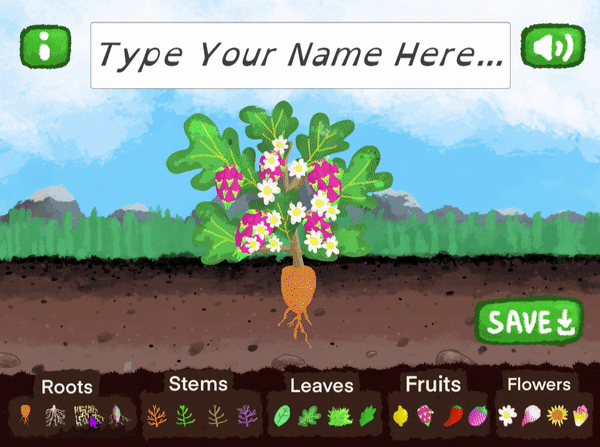 i
Type Your Name Here...
SAVE
Roots
Stems
Leaves
Fruits
Flowers